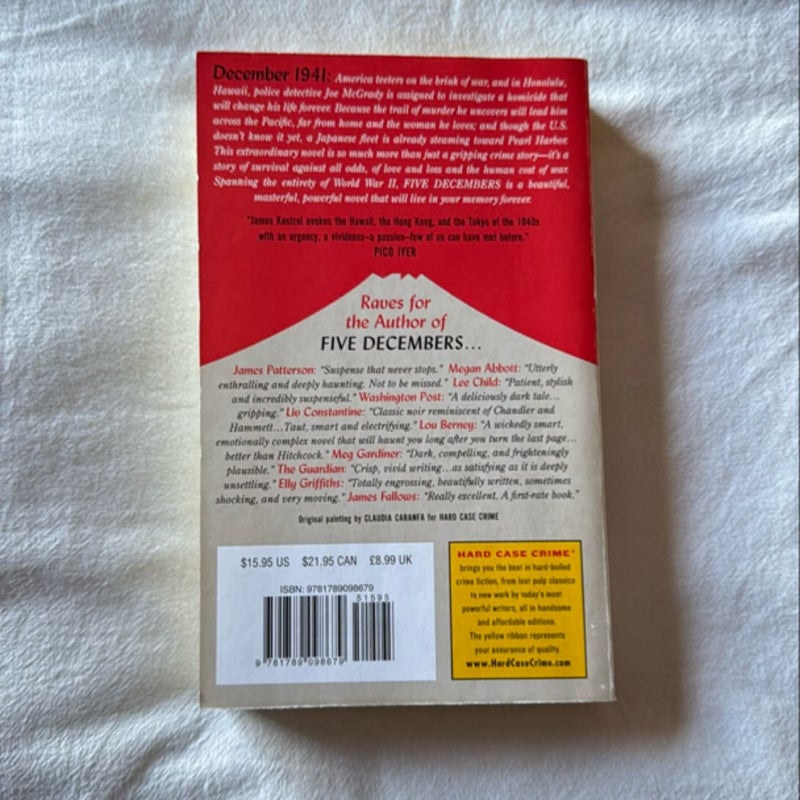 December 1941: America teeters on the brink of war, and in Honolulu,
Hawaii, police detective Joe McGrady is assigned to investigate a homicide that
will change his life forever. Because the trail of murder he uncovers will lead him
across the Pacific, far from home and the woman he loves; and though the U.S.
doesn't know it yet, a Japanese fleet is already steaming toward Pearl Harbor.
This extraordinary novel is so much more than just a gripping crime story—it's a
story of survival against all odds, of love and loss and the human cost of war.
Spanning the entirety of World War II, FIVE DECEMBERS is a beautiful,
masterful, powerful novel that will live in your memory forever.
"James Kestrel evokes the Hawaii, the Hong Kong, and the Tokyo of the 1940s
with an urgency, a vividness—a passion—few of us can have met before."
PICO IYER
Raves for
the Author of
FIVE DECEMBERS...
James Patterson: "Suspense that never stops." Megan Abbott: "Utterly
enthralling and deeply haunting. Not to be missed." Lee Child: "Patient, stylish
and incredibly suspenseful." Washington Post: "A deliciously dark tale...
gripping." Liv Constantine: "Classic noir reminiscent of Chandler and
Hammett...Taut, smart and electrifying." Lou Berney: "A wickedly smart,
emotionally complex novel that will haunt you long after you turn the last page...
better than Hitchcock." Meg Gardiner: "Dark, compelling, and frighteningly
plausible." The Guardian: "Crisp, vivid writing...as satisfying as it is deeply
unsettling." Elly Griffiths: "Totally engrossing, beautifully written, sometimes
shocking, and very moving." James Fallows: "Really excellent. A first-rate book."
Original painting by CLAUDIA CARANFA for HARD CASE CRIME
$15.95 US $21.95 CAN £8.99 UK
ISBN: 9781789098679
51595
9 781789 098679
HARD CASE CRIME®
brings you the best in hard-boiled
crime fiction, from lost pulp classics
to new work by today's most
powerful writers, all in handsome
and affordable editions.
The yellow ribbon represents
your assurance of quality.
www.HardCaseCrime.com